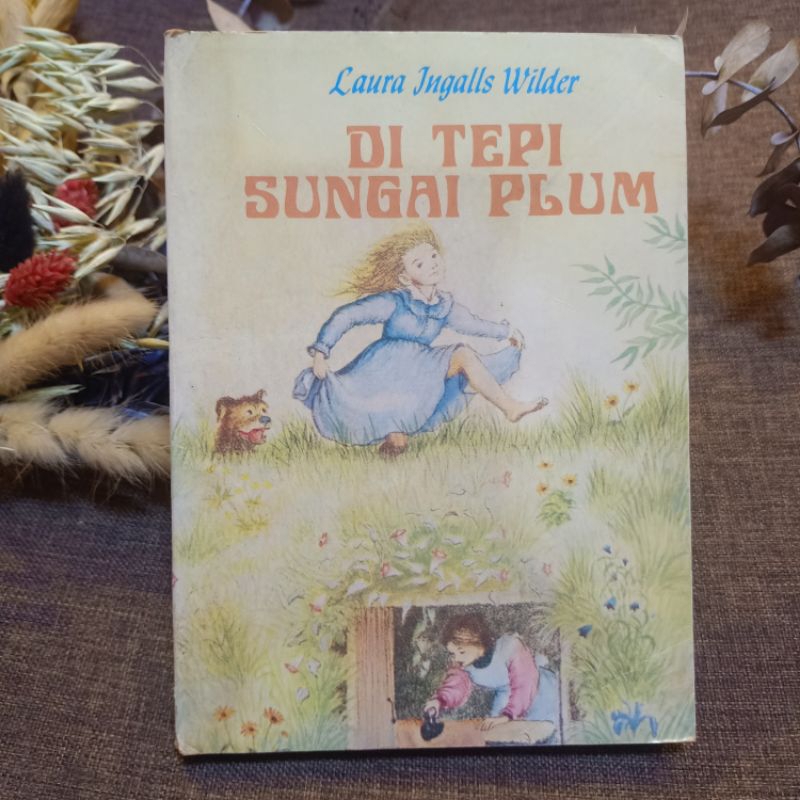 Laura Ingalls Wilder
DI TEPI
SUNGAI PLUM